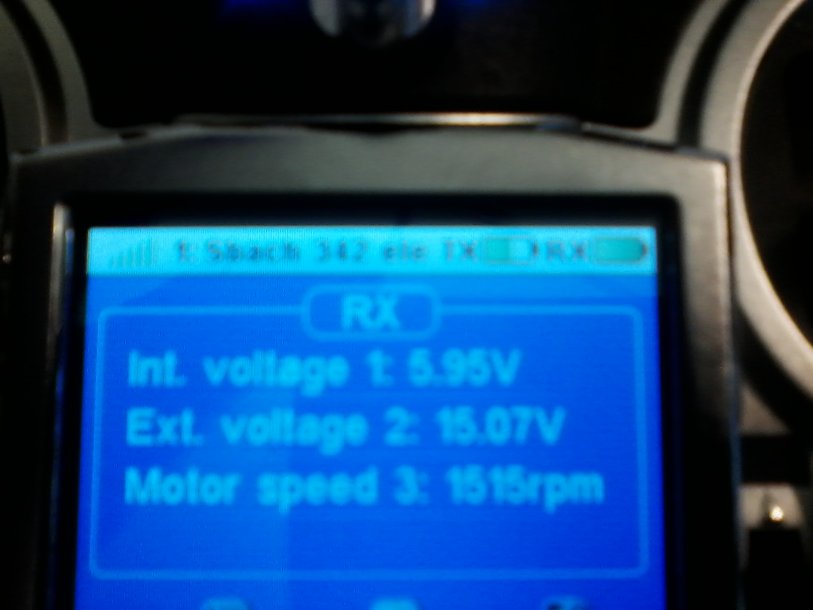 1: Sbach 342 ele TX RX
RX
Int. voltage 1: 5.95V
Ext. voltage 2: 15.07V
Motor speed 3: 1515rpm